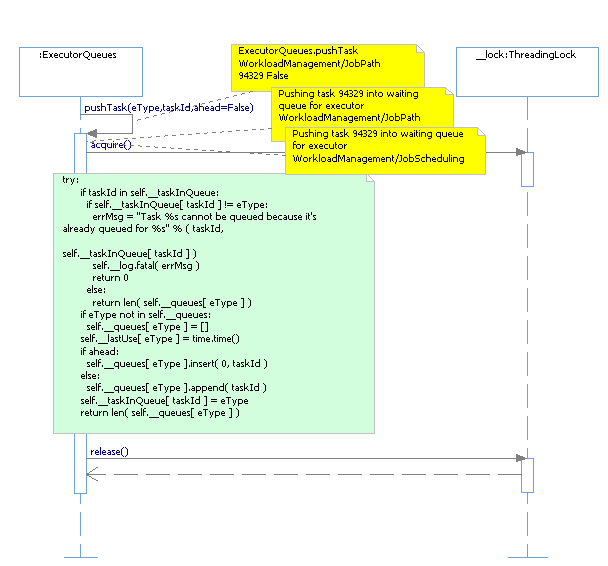 :ExecutorQueues
ExecutorQueues.pushTask
WorkloadManagement/JobPath
94329 False
__lock:ThreadingLock
Pushing task 94329 into waiting
queue for executor
WorkloadManagement/JobPath
pushTask(eType,taskId,ahead=False)
Pushing task 94329 into waiting queue
for executor
WorkloadManagement/JobScheduling
acquire()
try:
if taskId in self.__taskInQueue:
if self.__taskInQueue[ taskId ] != eType:
errMsg = "Task %s cannot be queued because it's
already queued for %s" % ( taskId,
self.__taskInQueue[ taskId ] )
self.__log.fatal( errMsg )
return 0
else:
return len( self.__queues[ eType ] )
if eType not in self.__queues:
self.__queues[ eType ] = []
self.__lastUse[ eType ] = time.time()
if ahead:
self.__queues[ eType ].insert( 0, taskId )
else:
self.__queues[ eType ].append( taskId )
self.__taskInQueue[ taskId ] = eType
return len( self.__queues[ eType ] )
release()